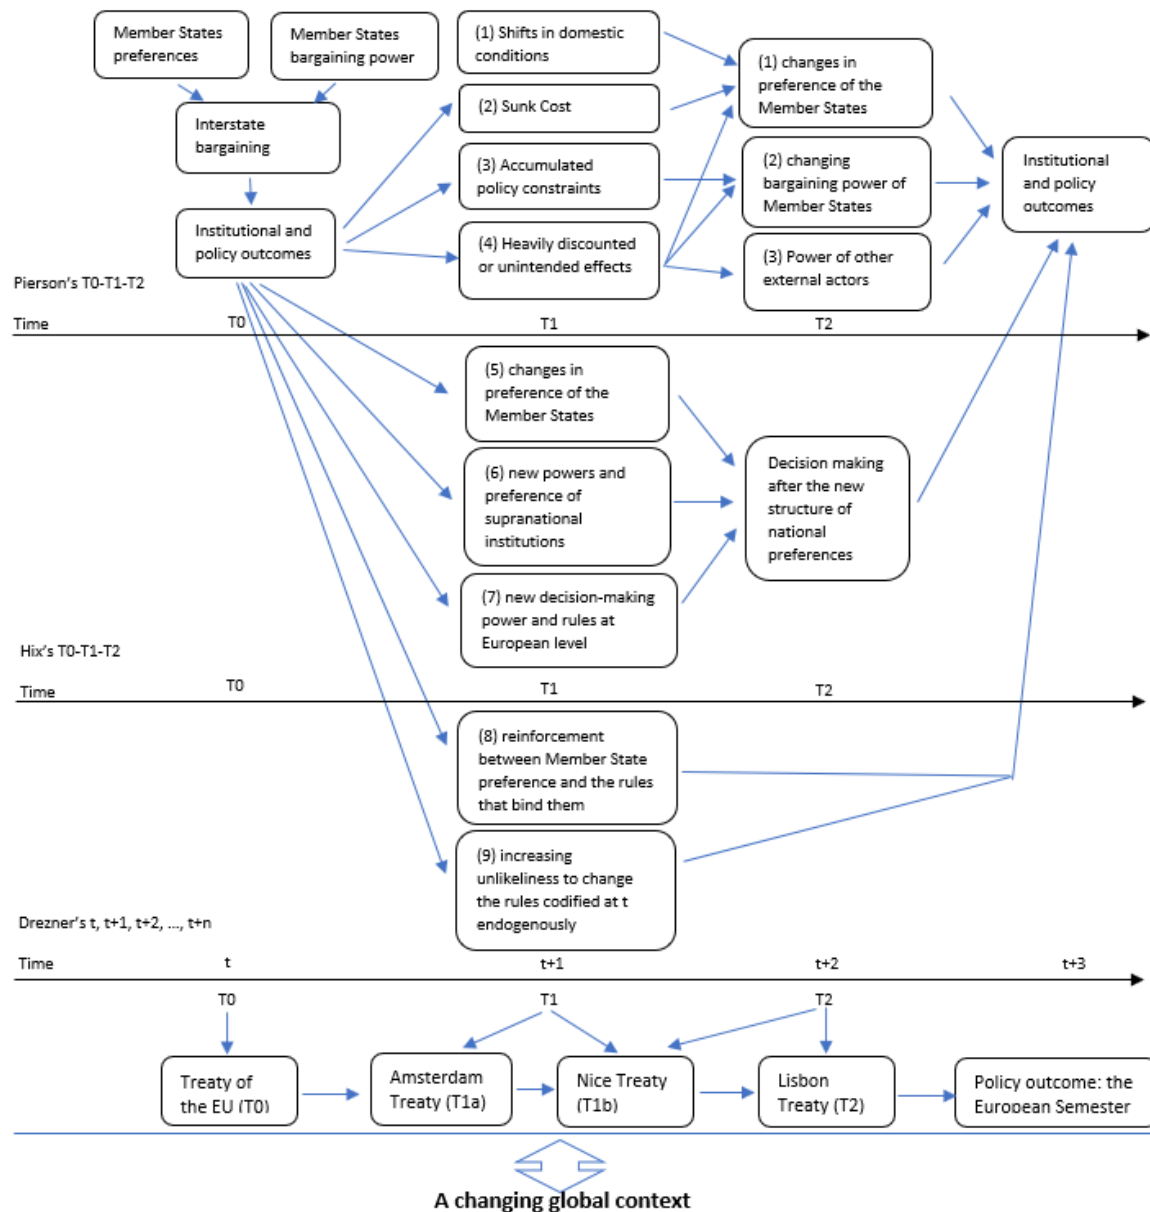 Member States
preferences
Member States
bargaining power
Interstate
bargaining
Institutional and
policy outcomes
(1) Shifts in domestic
conditions
(2) Sunk Cost
(3) Accumulated
policy constraints
(4) Heavily discounted
or unintended effects
(1) changes in
preference of the
Member States
(2) changing
bargaining power of
Member States
(3) Power of other
external actors
Institutional
and policy
outcomes
Pierson's T0-T1-T2
Time
T0
T1
T2
(5) changes in
preference of the
Member States
(6) new powers and
preference of
supranational
institutions
(7) new decision-making
power and rules at
European level
Decision making
after the new
structure of
national
preferences
Hix's T0-T1-T2
Time
T0
T1
T2
(8) reinforcement
between Member State
preference and the rules
that bind them
(9) increasing
unlikeliness to change
the rules codified at t
endogenously
Drezner's t, t+1, t+2, ..., t+n
Time
t
t+1
t+2
t+3
T0
T1
T2
Treaty of
the EU (T0)
Amsterdam
Treaty (T1a)
Nice Treaty
(T1b)
Lisbon
Treaty (T2)
Policy outcome: the
European Semester
A changing global context